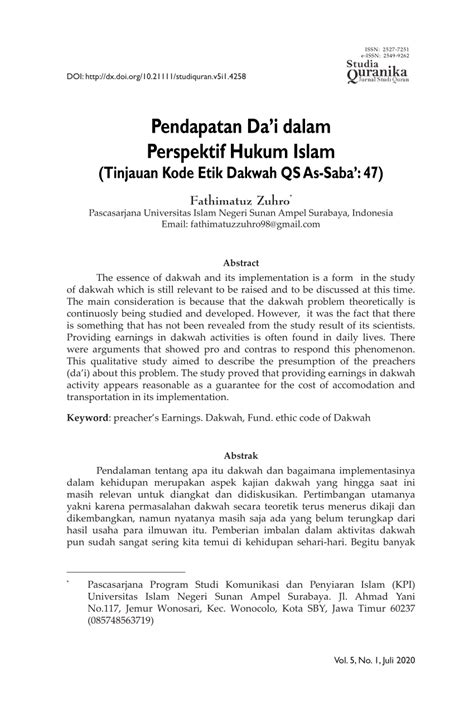 ISSN: 2527-7251
e-ISSN: 2549-9262
Studia
Quranika
Jurnal Studi Quran
DOI: http://dx.doi.org/10.21111/studiquran.v5i1.4258
Pendapatan Da'i dalam
Perspektif Hukum Islam
(Tinjauan Kode Etik Dakwah QS As-Saba': 47)
Fathimatuz Zuhro*
Pascasarjana Universitas Islam Negeri Sunan Ampel Surabaya, Indonesia
Email: fathimatuzzuhro98@gmail.com
Abstract
The essence of dakwah and its implementation is a form in the study
of dakwah which is still relevant to be raised and to be discussed at this time.
The main consideration is because the dakwah problem theoretically is
continuosly being studied and developed. However, it was the fact that there
is something that has not been revealed from the study result of its scientists.
Providing earnings in dakwah activities is often found in daily lives. There
were arguments that showed pro and contras to respond this phenomenon.
This qualitative study aimed to describe the presumption of the preachers
(da'i) about this problem. The study proved that providing earnings in dakwah
activity appears reasonable as a guarantee for the cost of accomodation and
transportation in its implementation.
Keyword: preacher's Earnings. Dakwah, Fund. ethic code of Dakwah
Abstrak
Pendalaman tentang apa itu dakwah dan bagaimana implementasinya
dalam kehidupan merupakan aspek kajian dakwah yang hingga saat ini
masih relevan untuk diangkat dan didiskusikan. Pertimbangan utamanya
yakni karena permasalahan dakwah secara teoretik terus menerus dikaji dan
dikembangkan, namun nyatanya masih saja ada yang belum terungkap dari
hasil usaha para ilmuwan itu. Pemberian imbalan dalam aktivitas dakwah
pun sudah sangat sering kita temui di kehidupan sehari-hari. Begitu banyak
* Pascasarjana Program Studi Komunikasi dan Penyiaran Islam (KPI)
Universitas Islam Negeri Sunan Ampel Surabaya. Jl. Ahmad Yani
No.117, Jemur Wonosari, Kec. Wonocolo, Kota SBY, Jawa Timur 60237
(085748563719)
Vol. 5, No. 1, Juli 2020